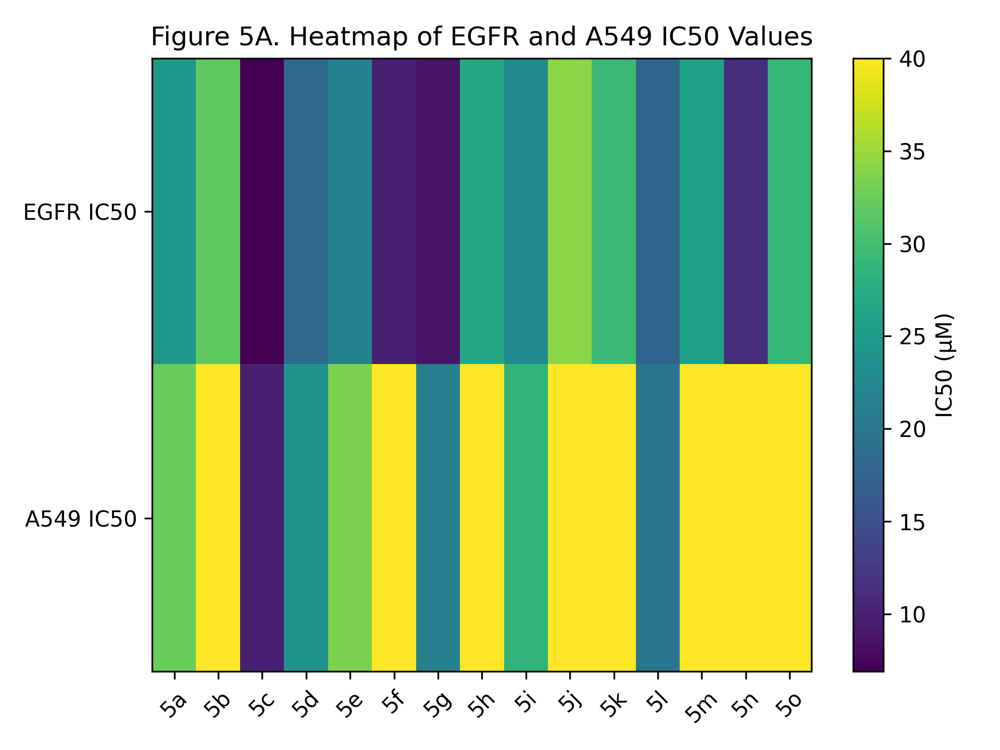 Figure 5A. Heatmap of EGFR and A549 IC50 Values
EGFR IC50
A549 IC50
5a 5b 5c 5d 5e 5f 5g 5h 5i 5j 5k 5l 5m 5n 5o
40
35
30
25
20
15
10
IC50 (μM)